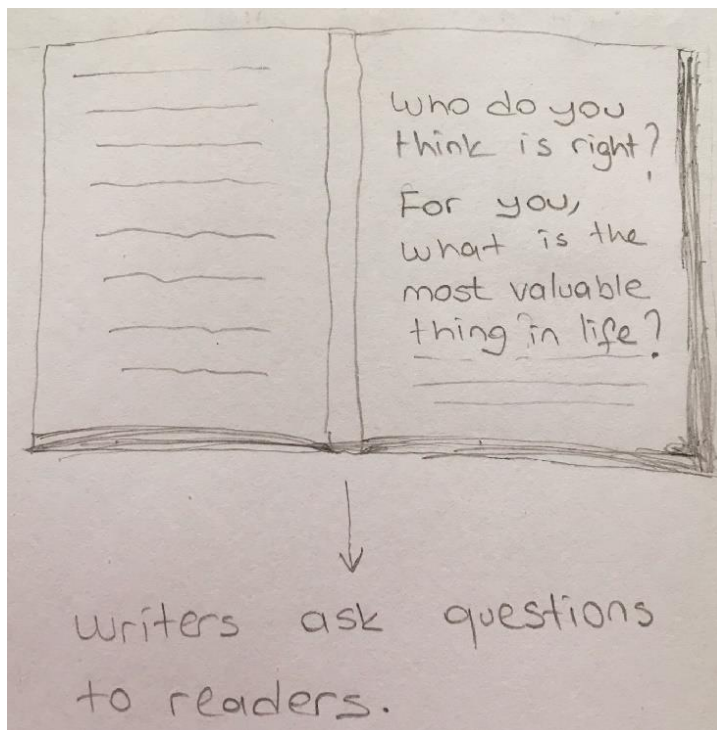 Who do you
think is right?
For you,
what is the
most valuable
thing in life?
writers ask questions
to readers.